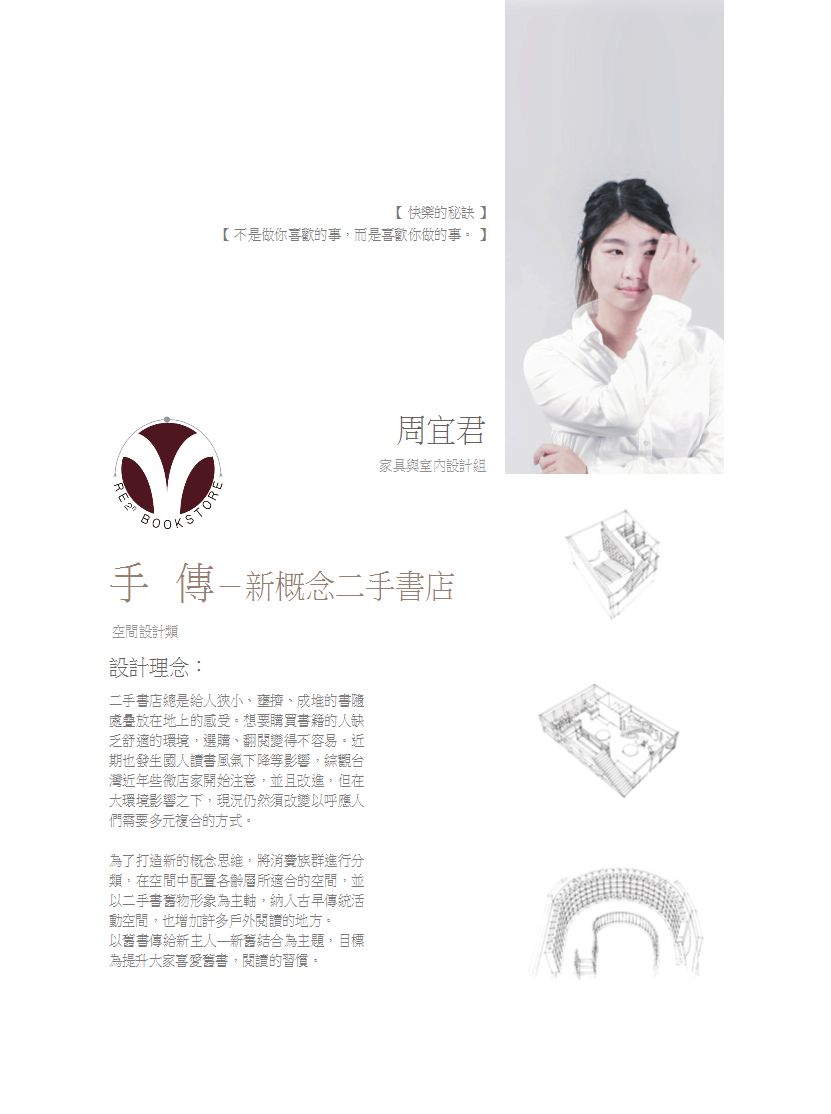 【 快樂的秘訣 】
【 不是做你喜歡的事，而是喜歡你做的事。 】
周宜君
家具與室內設計組
RE2ⁿᵈ BOOKSTORE
手 傳－新概念二手書店
空間設計類
設計理念：
二手書店總是給人狹小、壅擠、成堆的書隨
處疊放在地上的感受。想要購買書籍的人缺
乏舒適的環境，選購、翻閱變得不容易。近
期也發生國人讀書風氣下降等影響，綜觀台
灣近年些微店家開始注意，並且改進，但在
大環境影響之下，現況仍然須改變以呼應人
們需要多元複合的方式。
為了打造新的概念思維，將消費族群進行分
類，在空間中配置各齡層所適合的空間，並
以二手書舊物形象為主軸，納入古早傳統活
動空間，也增加許多戶外閱讀的地方。
以舊書傳給新主人—新舊結合為主題，目標
為提升大家喜愛舊書，閱讀的習慣。